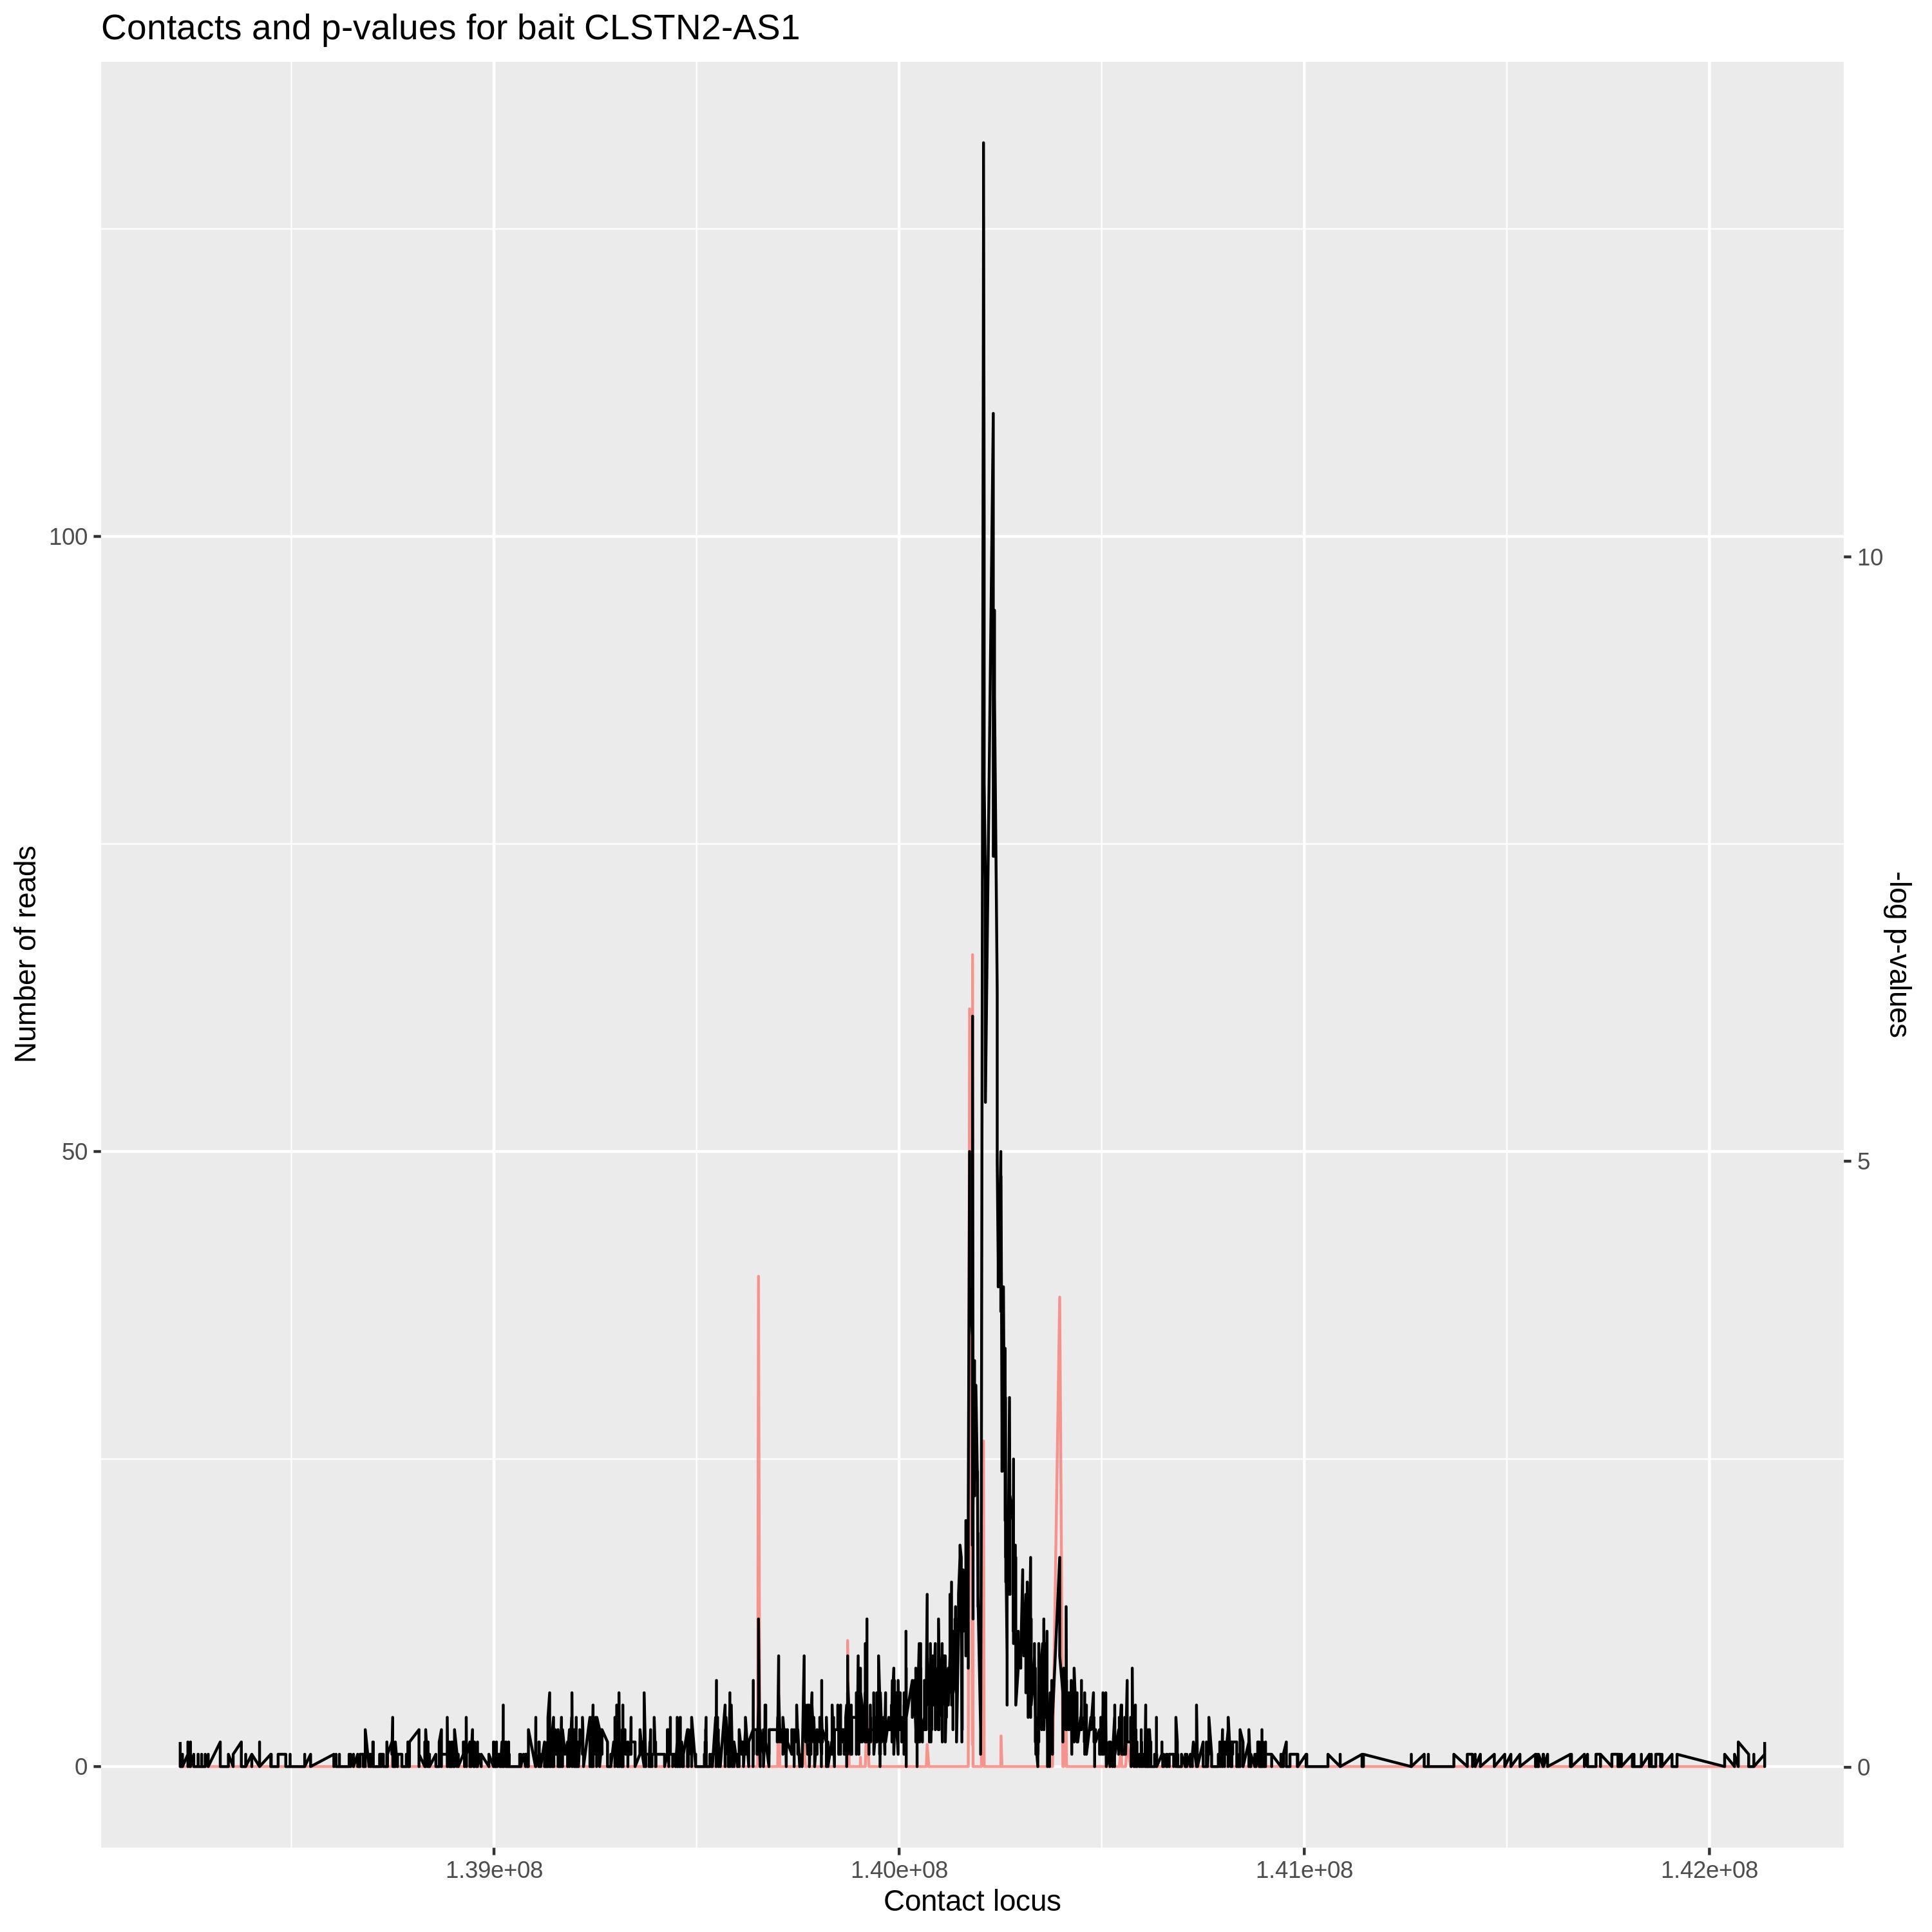 Contacts and p-values for bait CLSTN2-AS1
Number of reads
100
50
0
10
5
0
-log p-values
1.39e+08
1.40e+08
1.41e+08
1.42e+08
Contact locus